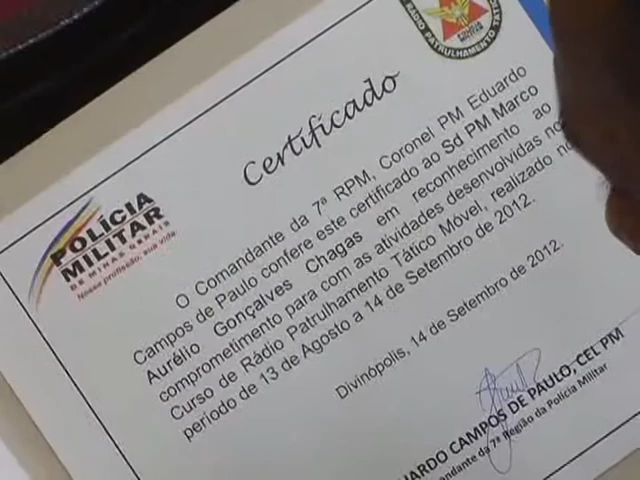 RÁDIO PATRULHAMENTO TÁTICO
Certificado
POLÍCIA
MILITAR
DE MINAS GERAIS
Nossa profissão, sua vida.
O Comandante da 7ª RPM, Coronel PM Eduardo
Campos de Paulo confere este certificado ao Sd PM Marco
Aurélio Gonçalves Chagas em reconhecimento ao
comprometimento para com as atividades desenvolvidas no
Curso de Rádio Patrulhamento Tático Móvel, realizado no
período de 13 de Agosto a 14 de Setembro de 2012.
Divinópolis, 14 de Setembro de 2012.
UARDO CAMPOS DE PAULO, CEL PM
mandante da 7ª Região da Polícia Militar